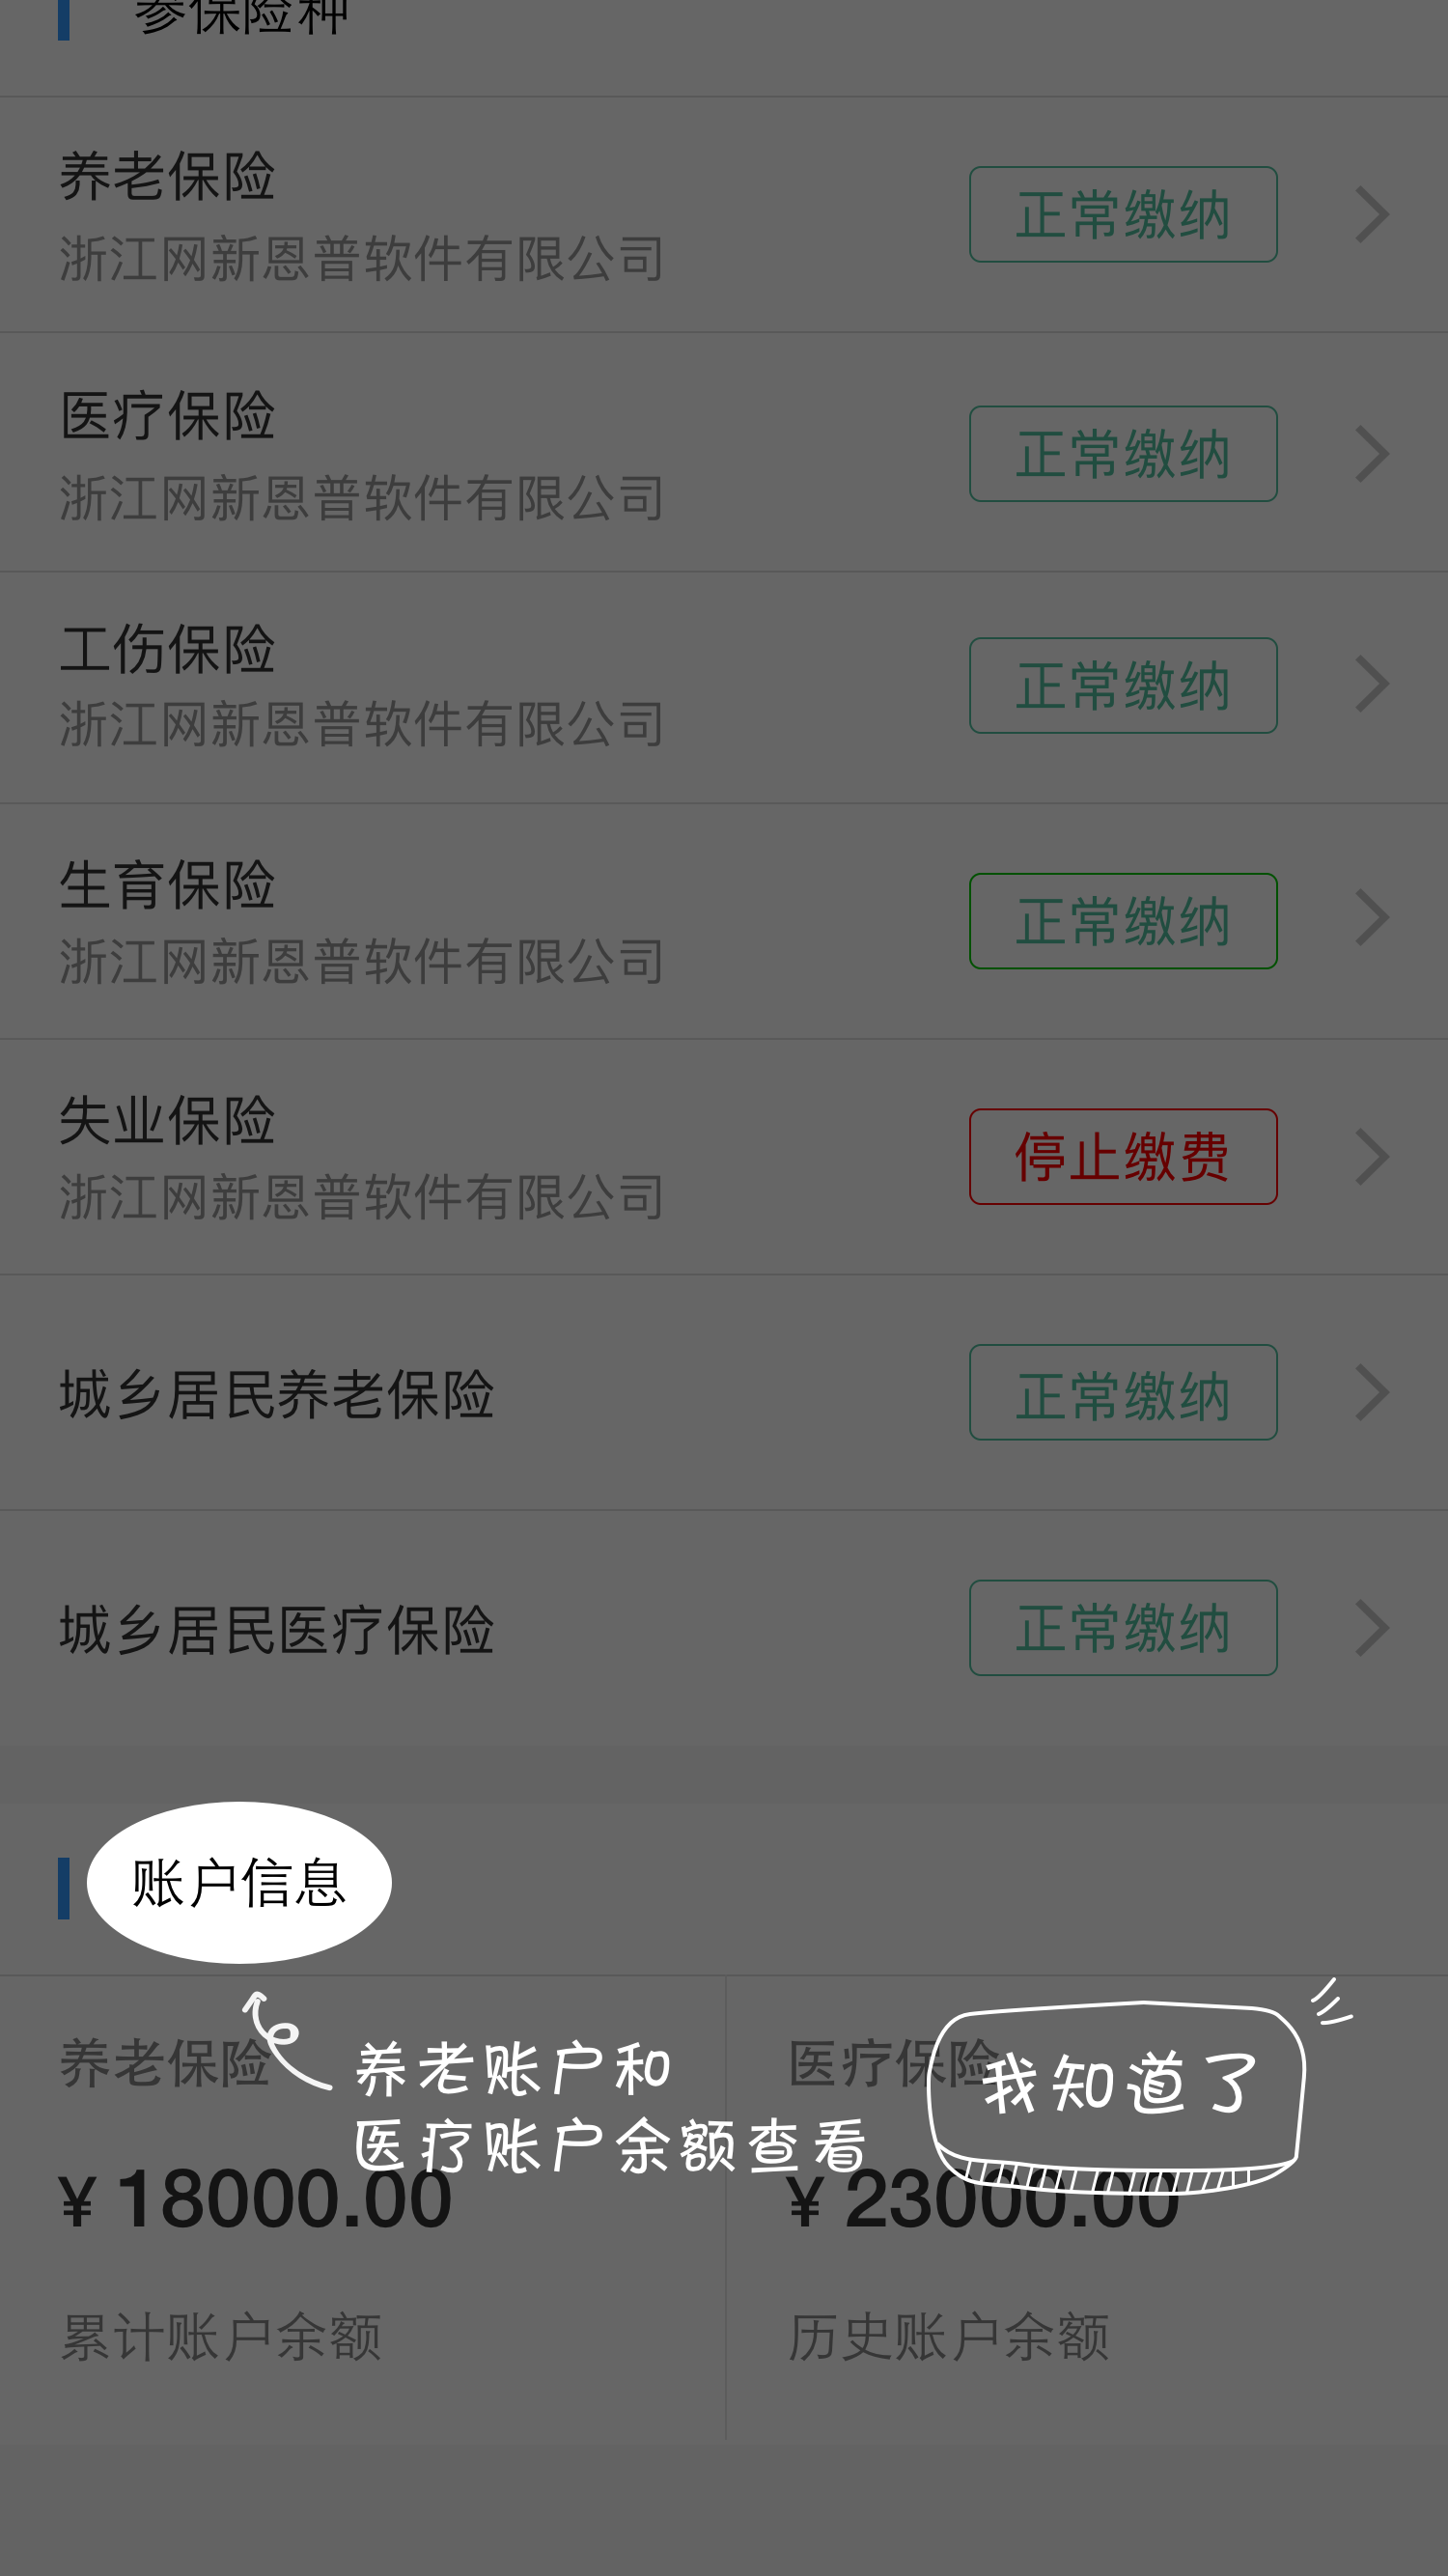 参保险种
养老保险
浙江网新恩普软件有限公司
正常缴纳
医疗保险
浙江网新恩普软件有限公司
正常缴纳
工伤保险
浙江网新恩普软件有限公司
正常缴纳
生育保险
浙江网新恩普软件有限公司
正常缴纳
失业保险
浙江网新恩普软件有限公司
停止缴费
城乡居民养老保险
正常缴纳
城乡居民医疗保险
正常缴纳
账户信息
养老保险
医疗保险
养老账户和
医疗账户余额查看
我知道了
¥18000.00
¥23000.00
累计账户余额
历史账户余额